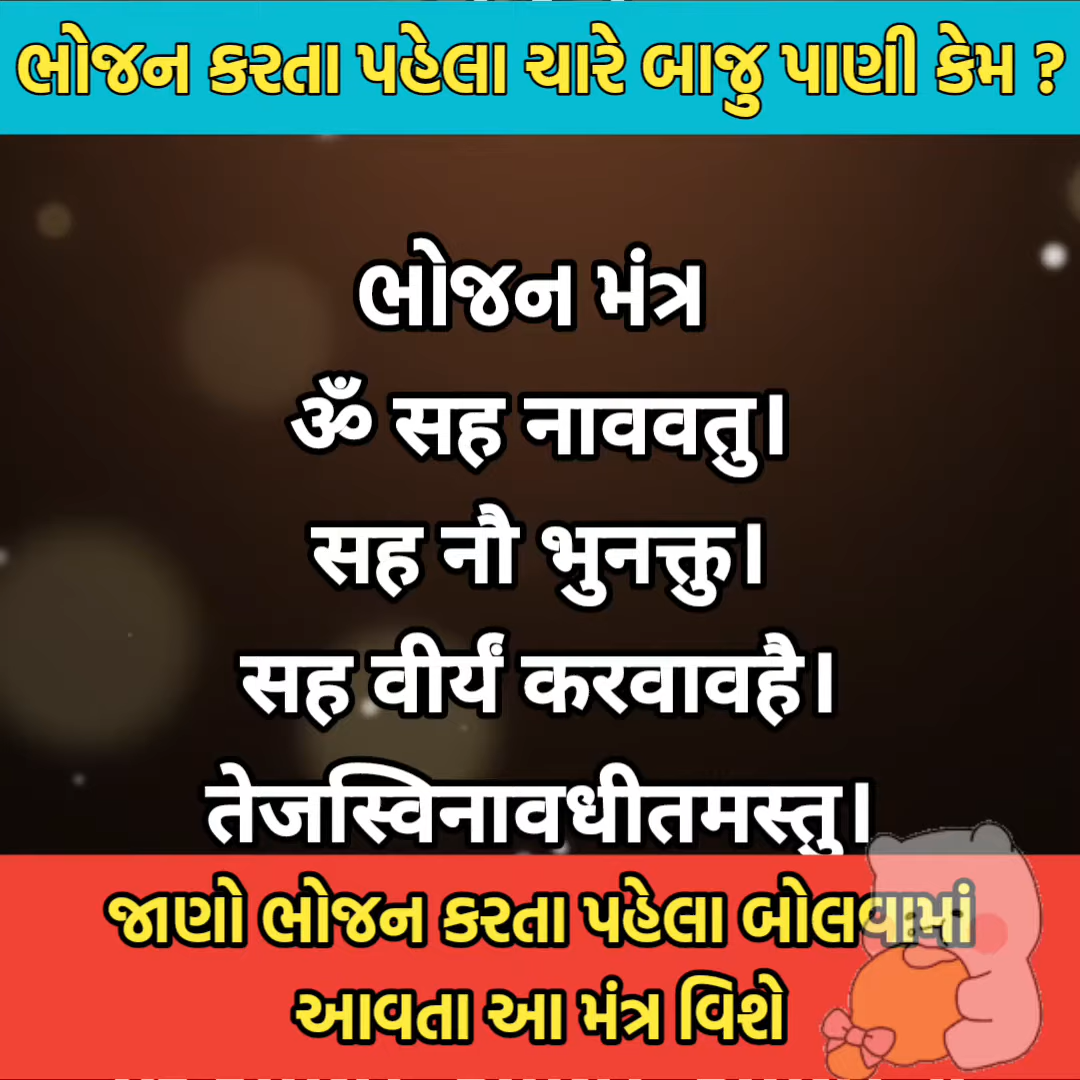 ભોજન કરતા પહેલા ચારે બાજુ પાણી કેમ ?
ભોજન મંત્ર
ॐ सह नाववतु।
सह नौ भुनक्तु।
सह वीर्यं करवावहै।
तेजस्विनावधीतमस्तु।
જાણો ભોજન કરતા પહેલા બોલવામાં
આવતા આ મંત્ર વિશે